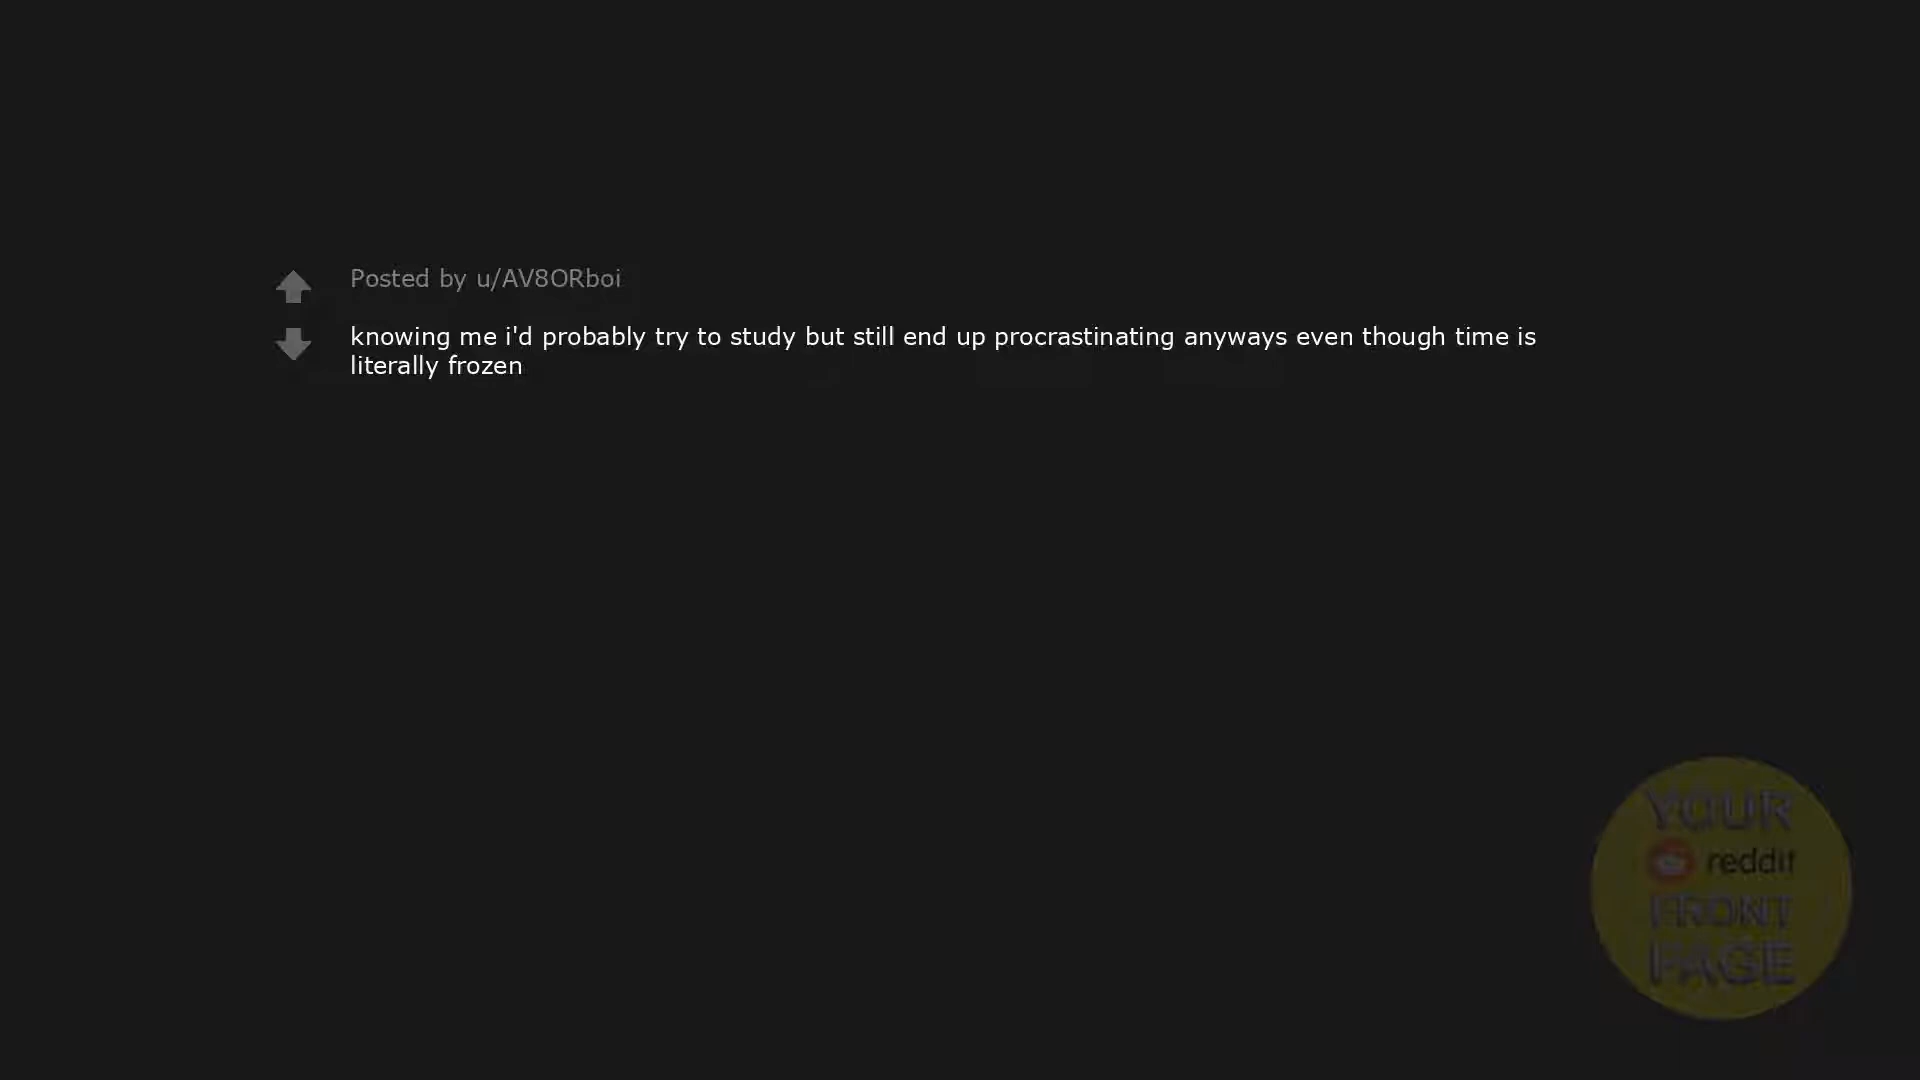 Posted by u/AV8ORboi
knowing me i'd probably try to study but still end up procrastinating anyways even though time is
literally frozen
YOUR
reddit
FRONT
PAGE